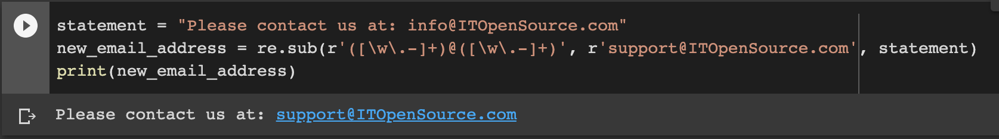 statement = "Please contact us at: info@ITOpenSource.com"
new_email_address = re.sub(r'([\w\.-]+)@([\w\.-]+)', r'support@ITOpenSource.com', statement)
print(new_email_address)
Please contact us at: support@ITOpenSource.com